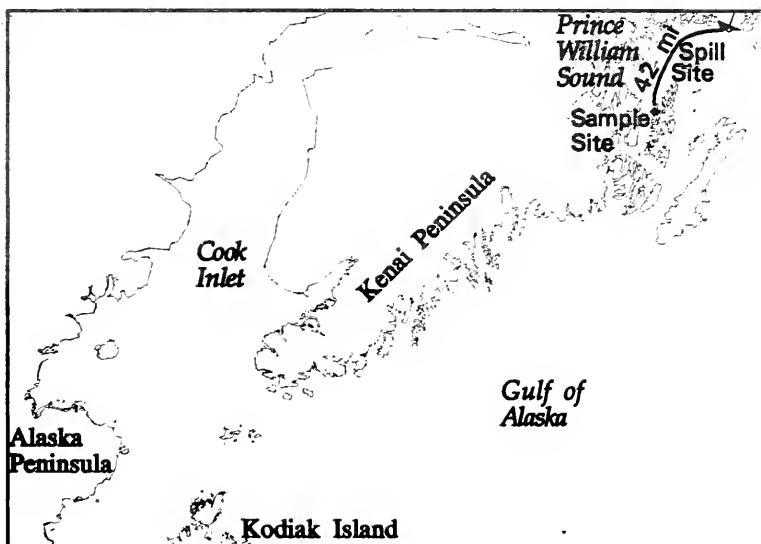 Prince
William
Sound
42 mi
Spill
Site
Sample
Site
Kenai Peninsula
Cook
Inlet
Gulf of
Alaska
Alaska
Peninsula
Kodiak Island